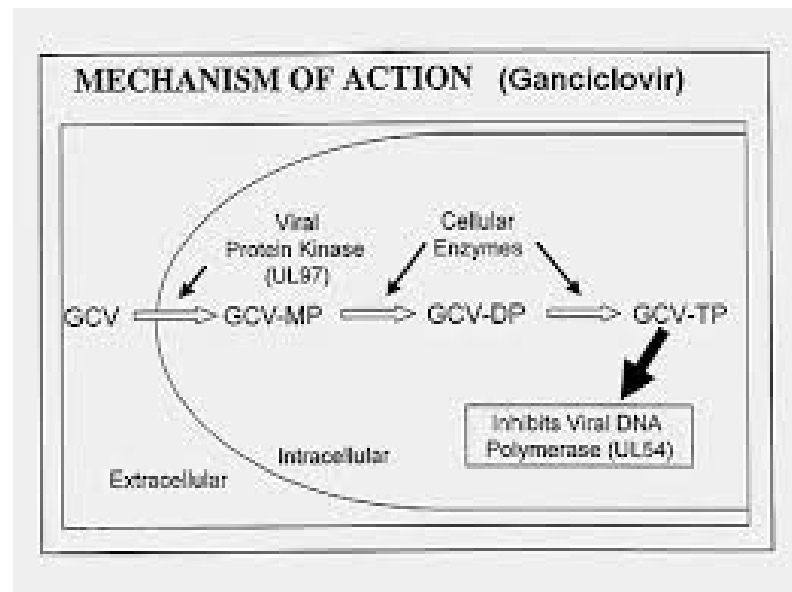 MECHANISM OF ACTION (Ganciclovir)
Viral
Protein Kinase
(UL97)
Cellular
Enzymes
GCV
GCV-MP
GCV-DP
GCV-TP
Inhibits Viral DNA
Polymerase (UL54)
Intracellular
Extracellular